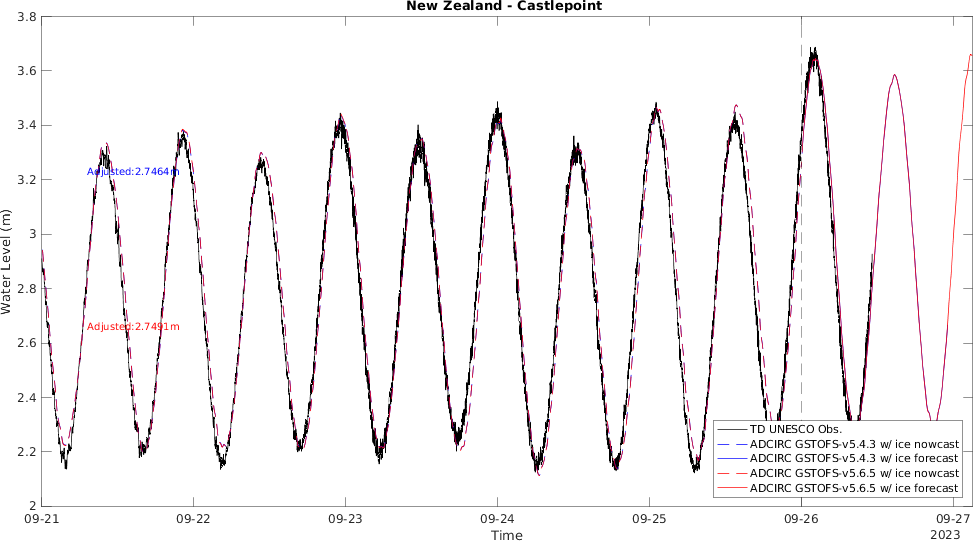 New Zealand - Castlepoint
3.8
3.6
3.4
3.2
3
2.8
2.6
2.4
2.2
2
Water Level (m)
Adjusted:2.7464m
Adjusted:2.7491m
TD UNESCO Obs.
ADCIRC GSTOFS-v5.4.3 w/ ice nowcast
ADCIRC GSTOFS-v5.4.3 w/ ice forecast
ADCIRC GSTOFS-v5.6.5 w/ ice nowcast
ADCIRC GSTOFS-v5.6.5 w/ ice forecast
09-21 09-22 09-23 09-24 09-25 09-26 09-27
Time
2023